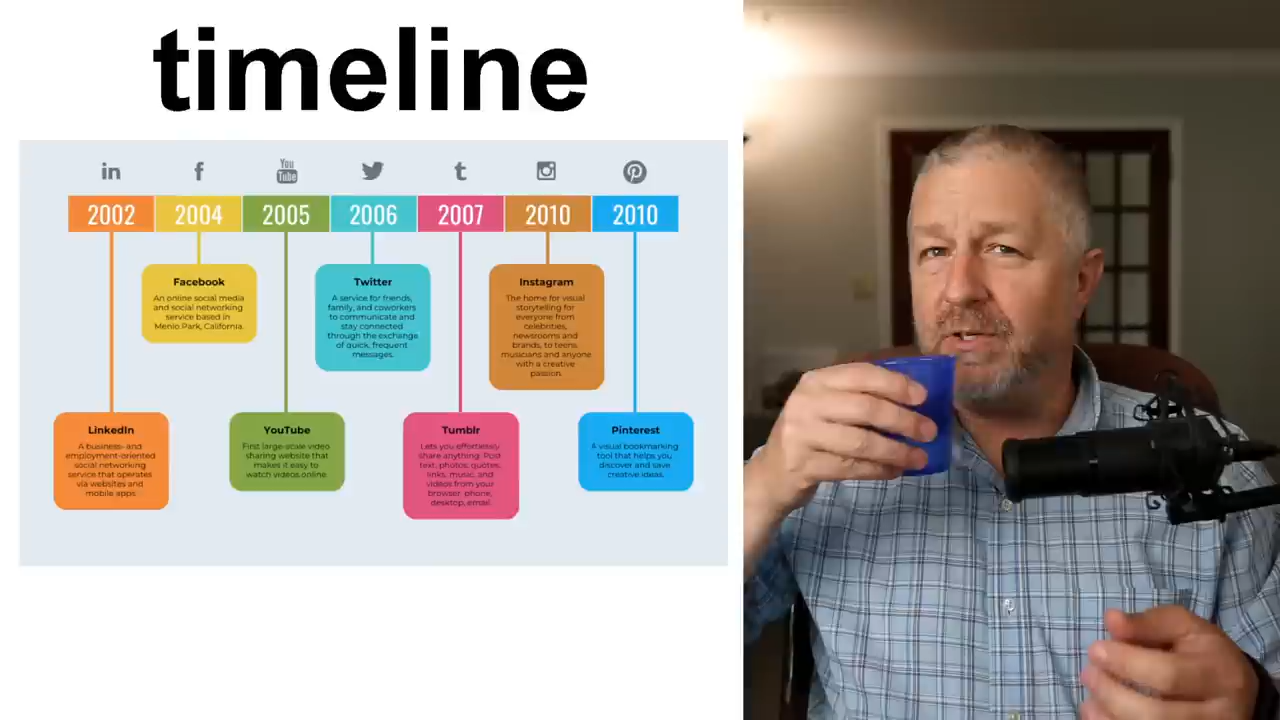 timeline
in f You Tube t
2002 2004 2005 2006 2007 2010 2010
Facebook
An online social media
and social networking
service based in
Menlo Park, California.
Twitter
A service for friends,
family, and coworkers
to communicate and
stay connected
through the exchange
of quick, frequent
messages.
Instagram
The home for visual
storytelling for
everyone from
celebrities,
newsrooms and
brands, to teens,
musicians and anyone
with a creative
passion.
LinkedIn
A business- and
employment-oriented
social networking
service that operates
via websites and
mobile apps.
YouTube
First large-scale video
sharing website that
makes it easy to
watch videos online.
Tumblr
Lets you effortlessly
share anything. Post
text, photos, quotes,
links, music, and
videos from your
browser, phone,
desktop, email.
Pinterest
A visual bookmarking
tool that helps you
discover and save
creative ideas.